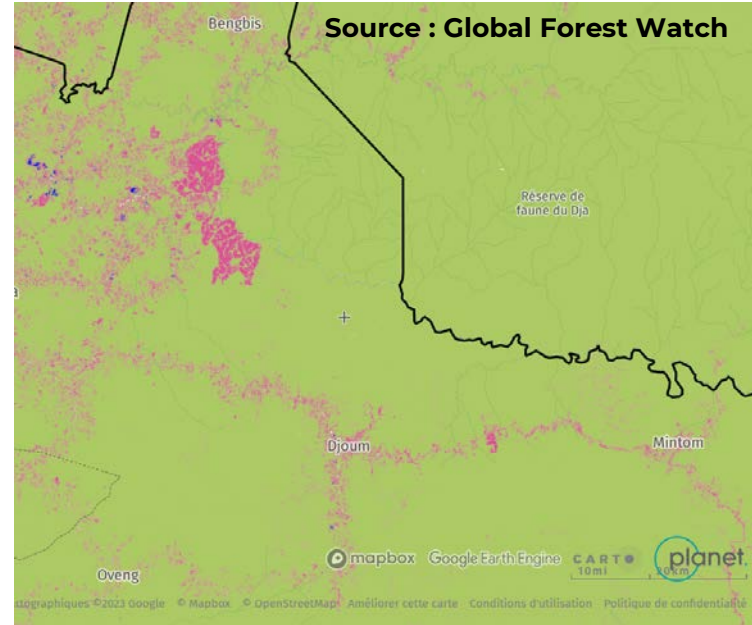 Bengbis
Source : Global Forest Watch
Réserve de
faune du Dja
a
Djoum
Mintom
Oveng
mapbox Google Earth Engine CARTO planet.
10mi 20km
tographiques ©2023 Google © Mapbox © OpenStreetMap Améliorer cette carte Conditions d'utilisation Politique de confidentialité